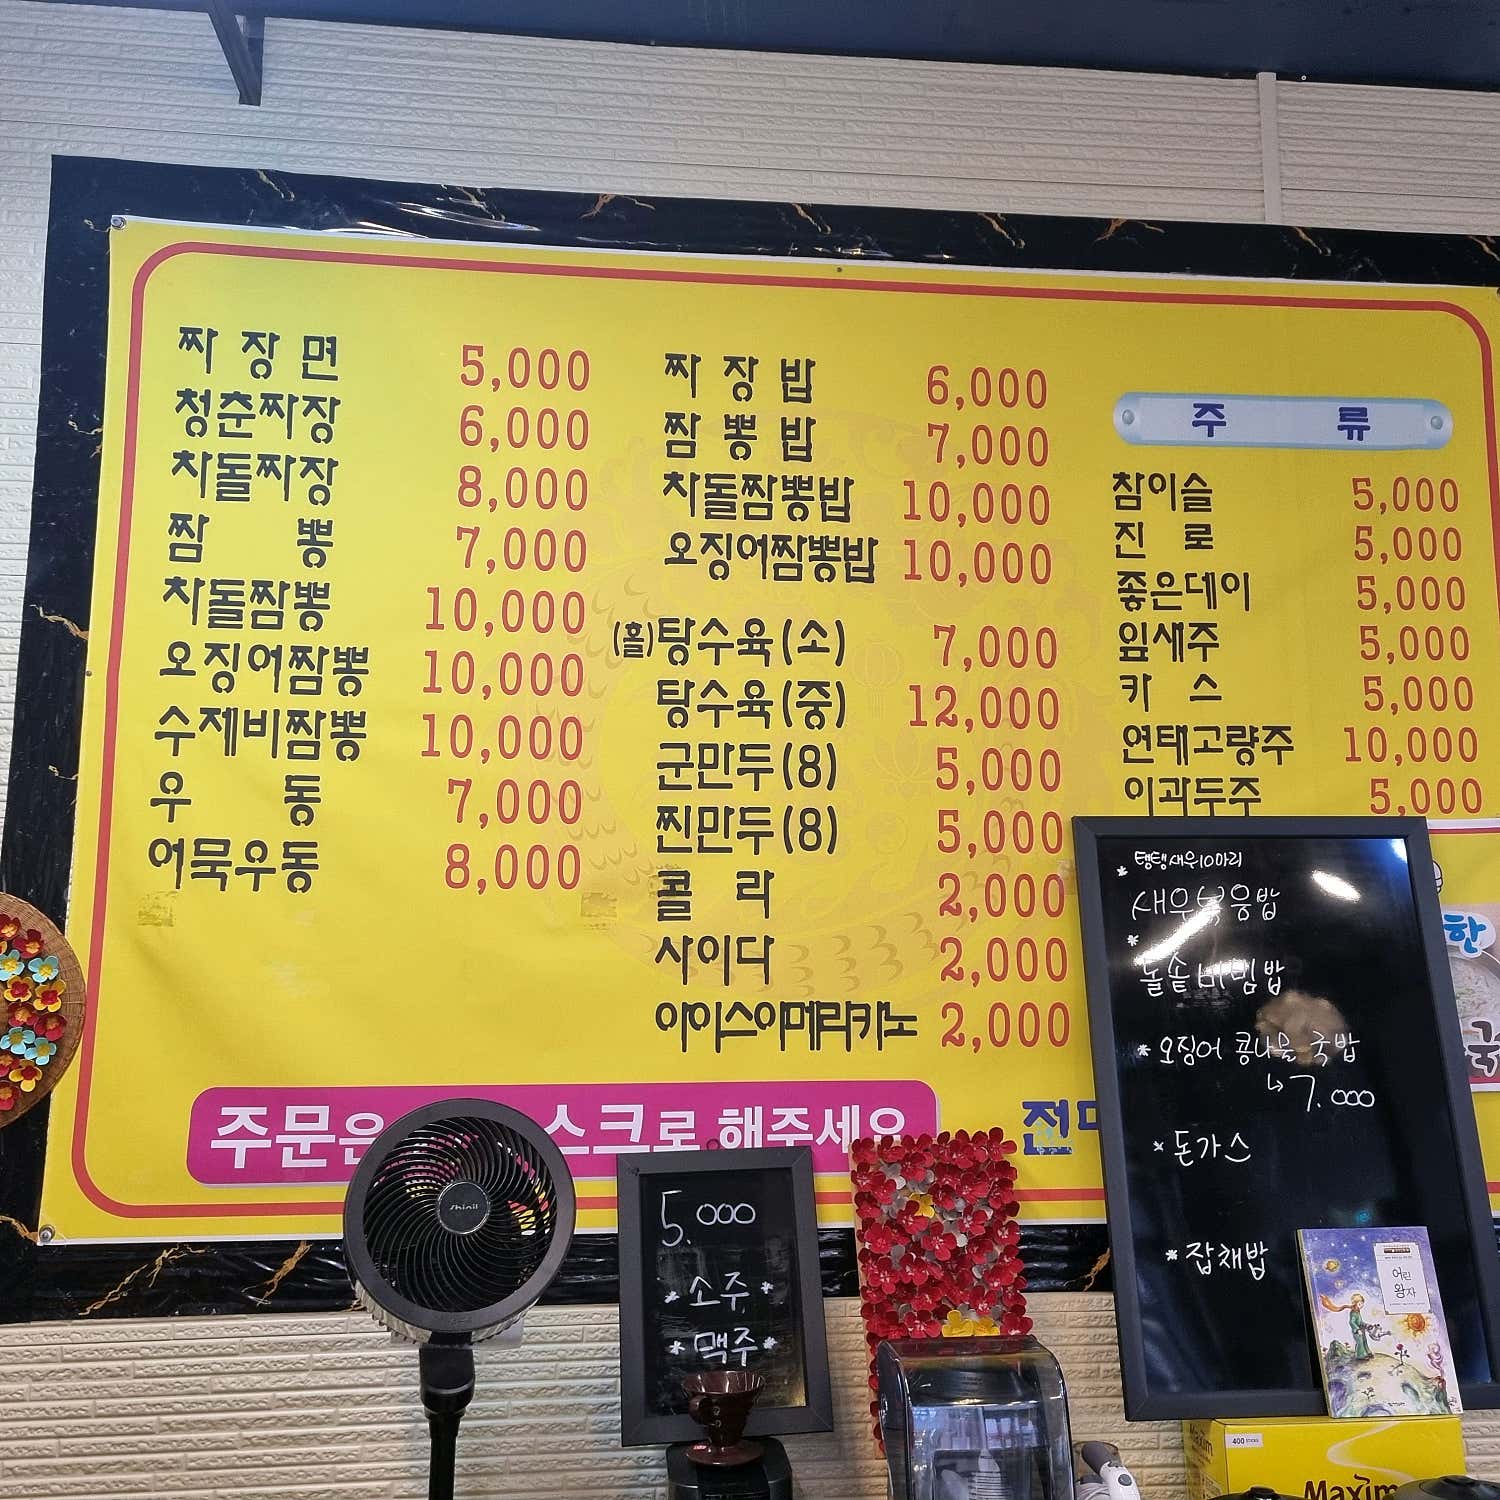 짜장면 5,000
청춘짜장 6,000
차돌짜장 8,000
짬뽕 7,000
차돌짬뽕 10,000
오징어짬뽕 10,000
수제비짬뽕 10,000
우동 7,000
어묵우동 8,000
짜장밥 6,000
짬뽕밥 7,000
차돌짬뽕밥 10,000
오징어짬뽕밥 10,000
(홀)탕수육(소) 7,000
탕수육(중) 12,000
군만두(8) 5,000
찐만두(8) 5,000
콜라 2,000
사이다 2,000
아이스아메리카노 2,000
주류
참이슬 5,000
진로 5,000
좋은데이 5,000
잎새주 5,000
카스 5,000
연태고량주 10,000
이과두주 5,000
주문은 스크로 해주세요
전
한
국
*탱탱새우10마리
새우볶음밥
*
돌솥비빔밥
*오징어 콩나물 국밥
↳7.000
*돈가스
*잡채밥
5.000
*소주*
*맥주*
Shinil
어린
왕자
Maxim
400 STICKS
Maxim